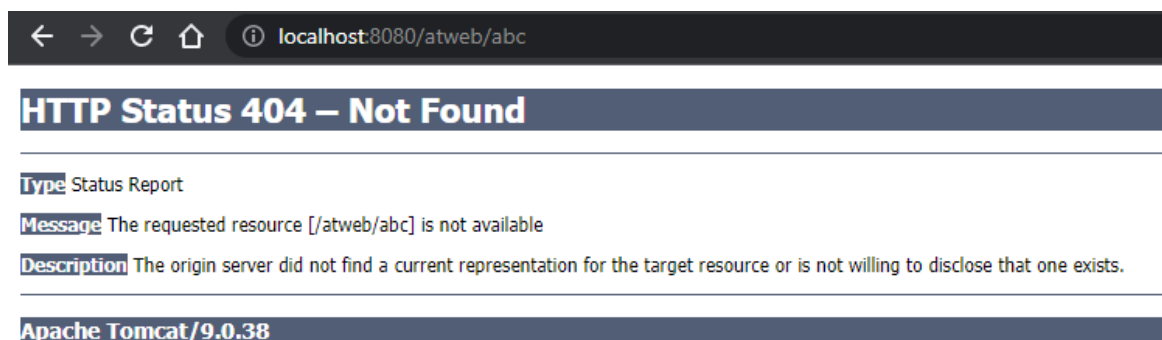 localhost:8080/atweb/abc
HTTP Status 404 – Not Found
Type Status Report
Message The requested resource [/atweb/abc] is not available
Description The origin server did not find a current representation for the target resource or is not willing to disclose that one exists.
Apache Tomcat/9.0.38